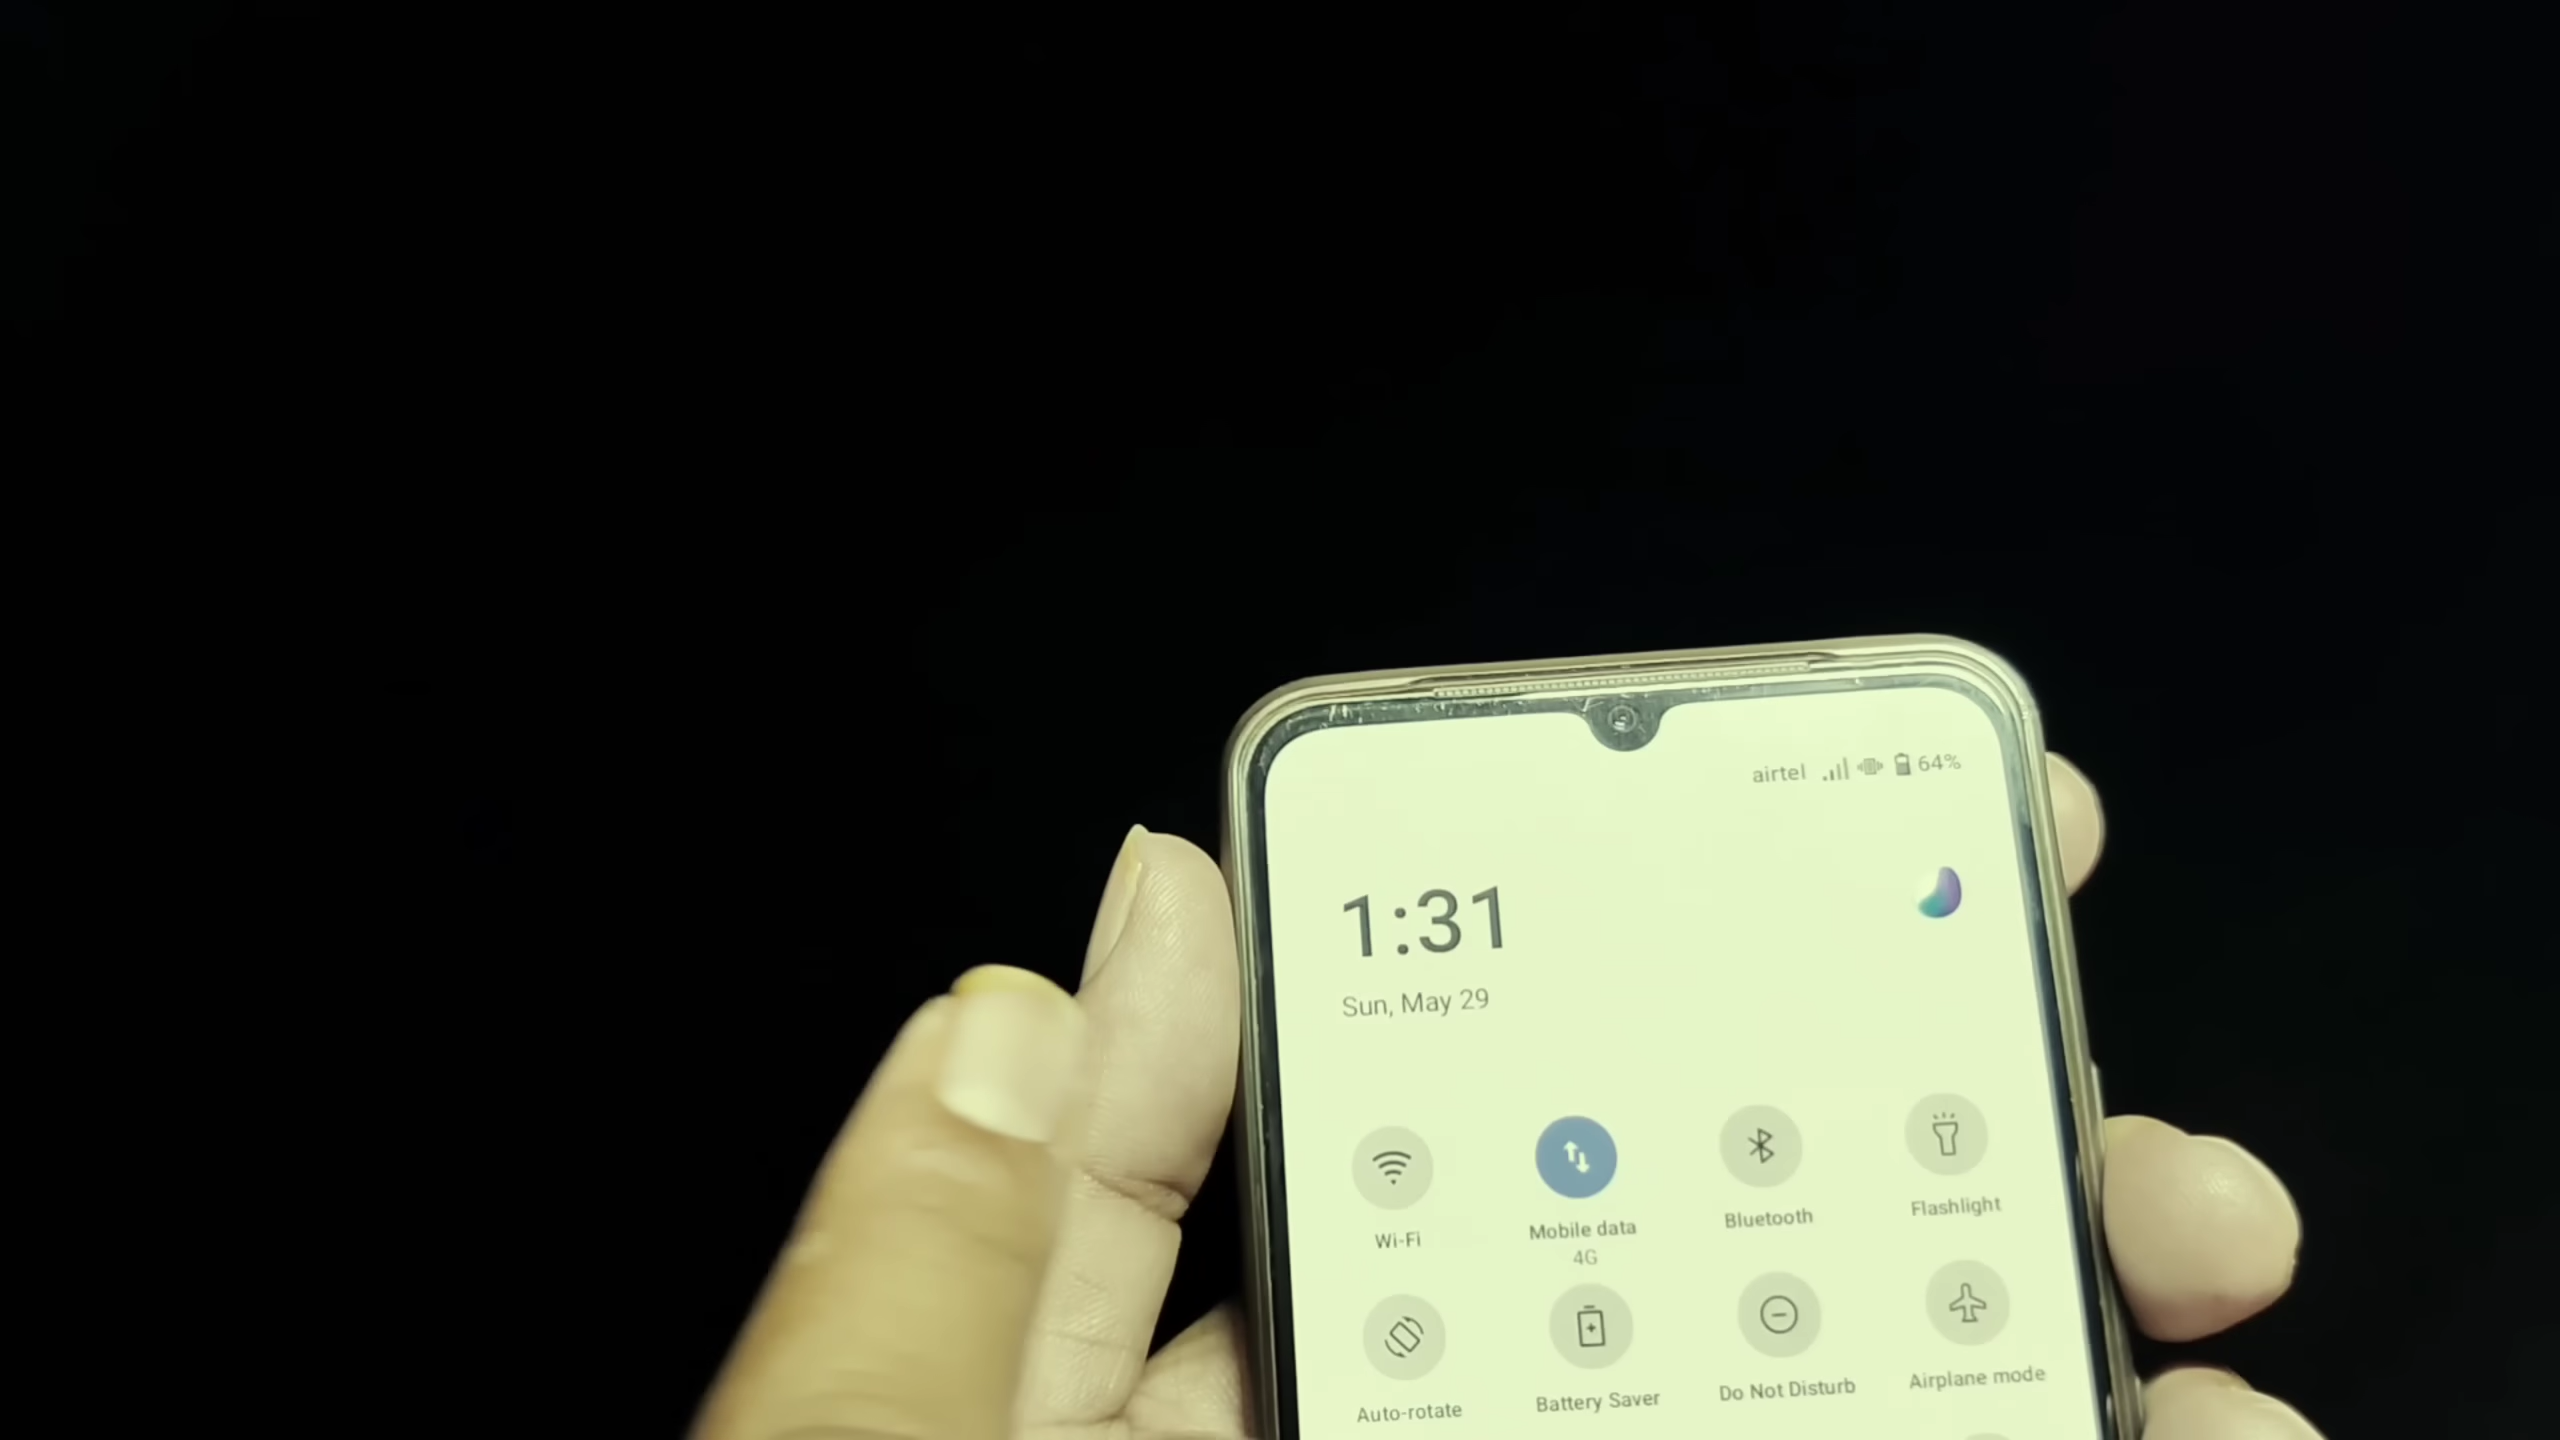 airtel 64%
1:31
Sun, May 29
Wi-Fi
Mobile data
4G
Bluetooth
Flashlight
Auto-rotate
Battery Saver
Do Not Disturb
Airplane mode